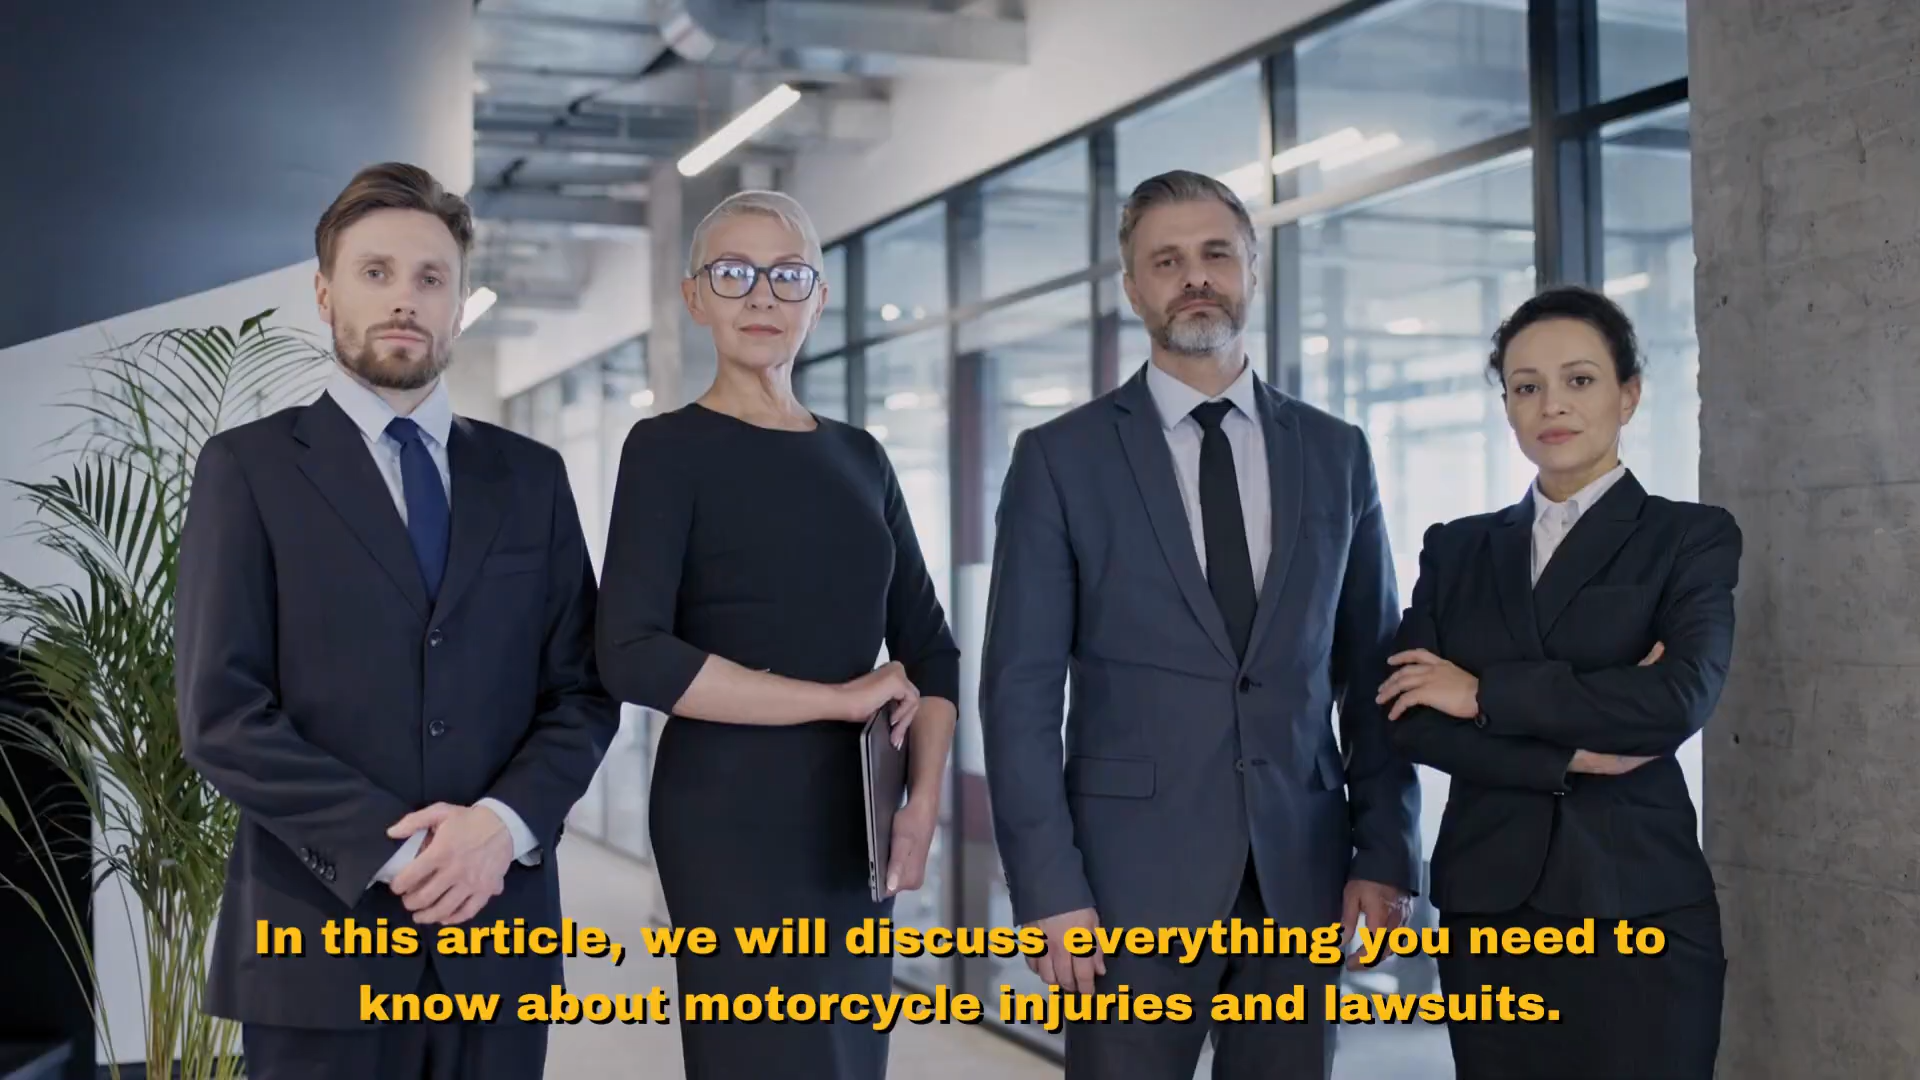 In this article, we will discuss everything you need to
know about motorcycle injuries and lawsuits.